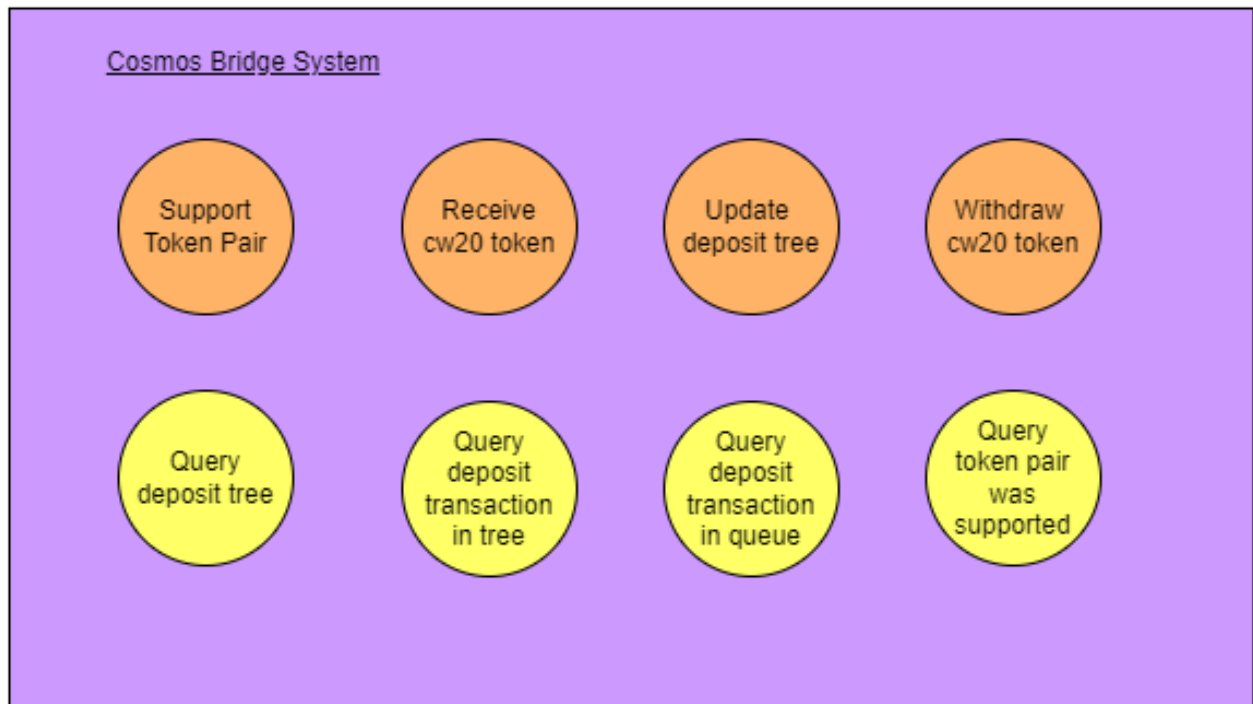 Cosmos Bridge System
Support
Token Pair
Receive
cw20 token
Update
deposit tree
Withdraw
cw20 token
Query
deposit tree
Query
deposit
transaction
in tree
Query
deposit
transaction
in queue
Query
token pair
was
supported